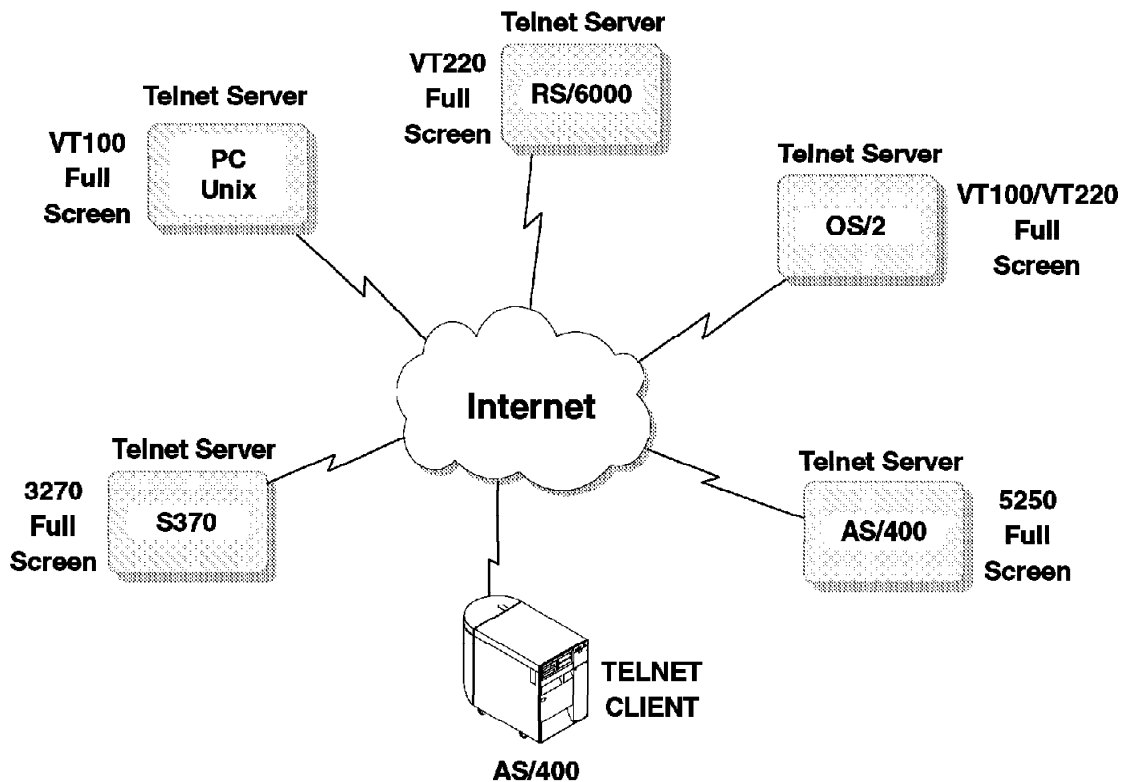 Telnet Server
VT220
Full
Screen
RS/6000
Telnet Server
VT100
Full
Screen
PC
Unix
Telnet Server
OS/2
VT100/VT220
Full
Screen
Internet
Telnet Server
3270
Full
Screen
S370
Telnet Server
AS/400
5250
Full
Screen
TELNET
CLIENT
AS/400